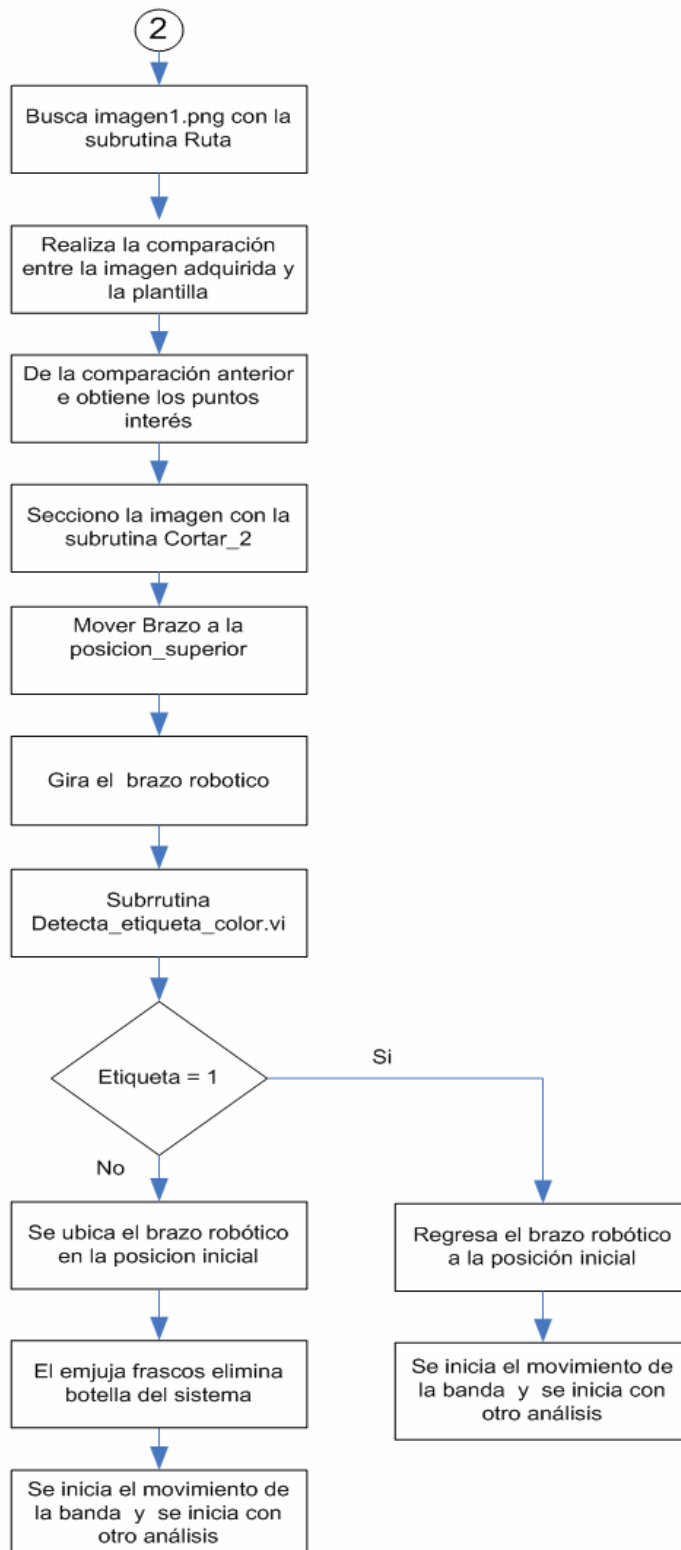 2
Busca imagen1.png con la
subrutina Ruta
Realiza la comparación
entre la imagen adquirida y
la plantilla
De la comparación anterior
e obtiene los puntos
interés
Secciono la imagen con la
subrutina Cortar_2
Mover Brazo a la
posicion_superior
Gira el brazo robotico
Subrrutina
Detecta_etiqueta_color.vi
Etiqueta = 1
Si
No
Se ubica el brazo robótico
en la posicion inicial
El emjuja frascos elimina
botella del sistema
Se inicia el movimiento de
la banda y se inicia con
otro análisis
Regresa el brazo robótico
a la posición inicial
Se inicia el movimiento de
la banda y se inicia con
otro análisis